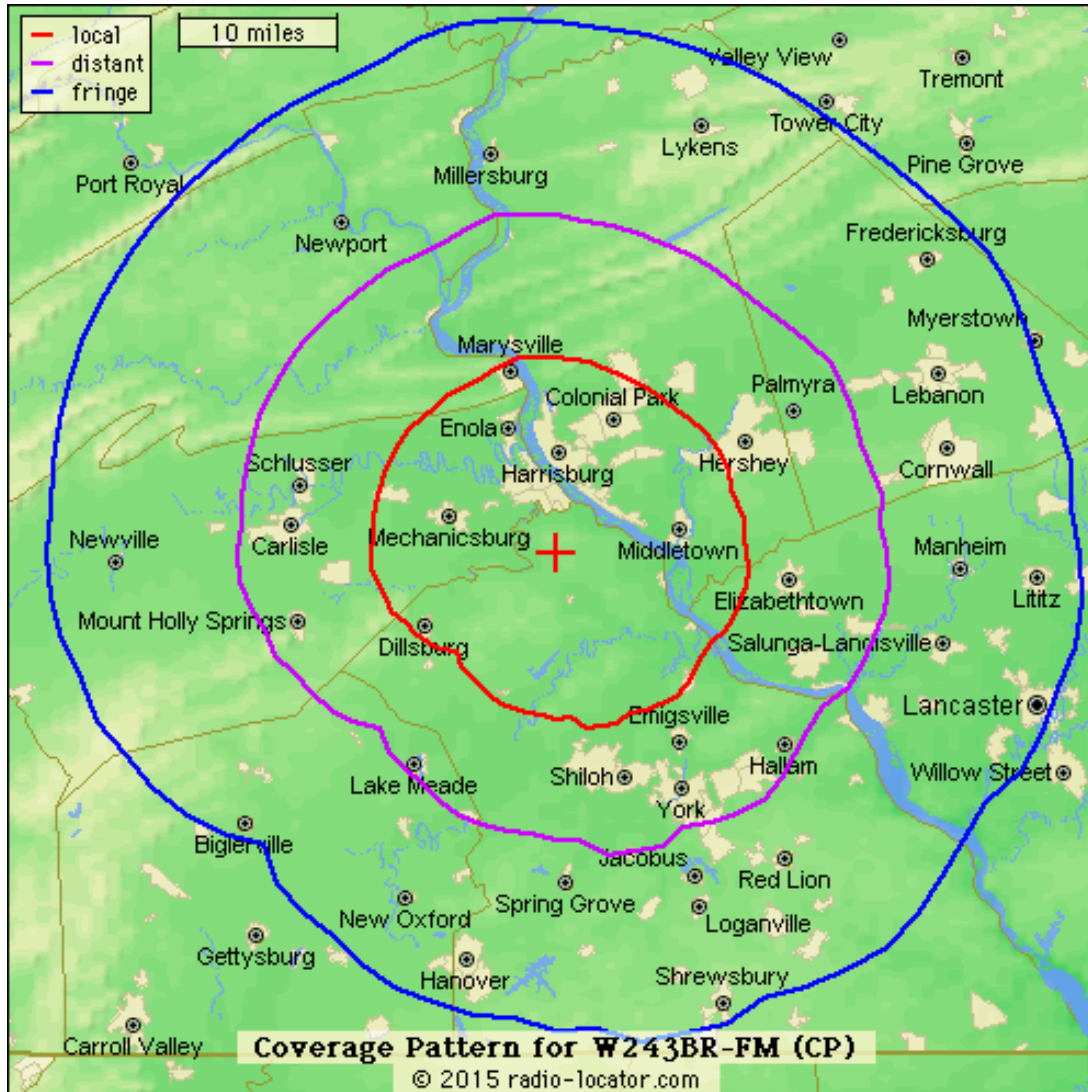 local
distant
fringe
10 miles
Valley View
Tremont
Tower City
Lykens
Pine Grove
Millersburg
Port Royal
Newport
Fredericksburg
Myerstown
Marysville
Palmyra
Colonial Park
Lebanon
Enola
Harrisburg
Hershey
Cornwall
Schlusser
Carlisle
Mechanicsburg
Middletown
Newville
Manheim
Elizabethtown
Lititz
Mount Holly Springs
Dillsburg
Salunga-Landisville
Emigsville
Lancaster
Lake Meade
Shiloh
Hallam
Willow Street
York
Biglerville
Jacobus
Red Lion
New Oxford
Spring Grove
Loganville
Gettysburg
Hanover
Shrewsbury
Carroll Valley
Coverage Pattern for W243BR-FM (CP)
© 2015 radio-locator.com